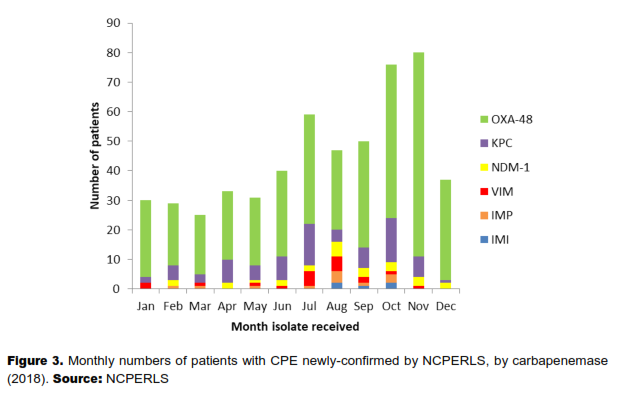 90
80
70
60
50
40
30
20
10
0
Number of patients
Jan Feb Mar Apr May Jun Jul Aug Sep Oct Nov Dec
Month isolate received
OXA-48
KPC
NDM-1
VIM
IMP
IMI
Figure 3. Monthly numbers of patients with CPE newly-confirmed by NCPERLS, by carbapenemase
(2018). Source: NCPERLS